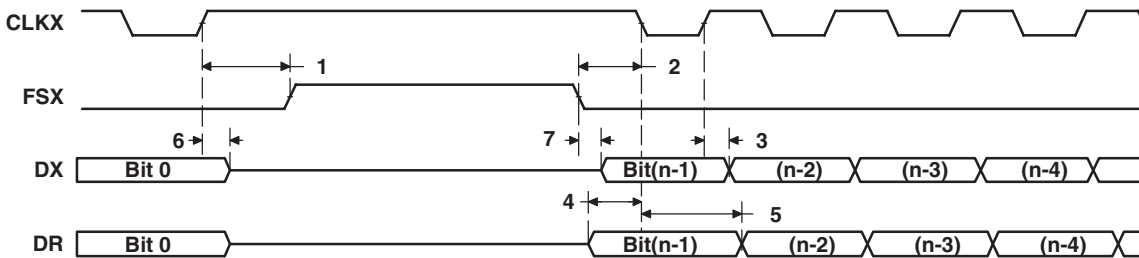 CLKX
1
2
FSX
6
7
3
DX
Bit 0
Bit(n-1)
(n-2)
(n-3)
(n-4)
4
5
DR
Bit 0
Bit(n-1)
(n-2)
(n-3)
(n-4)